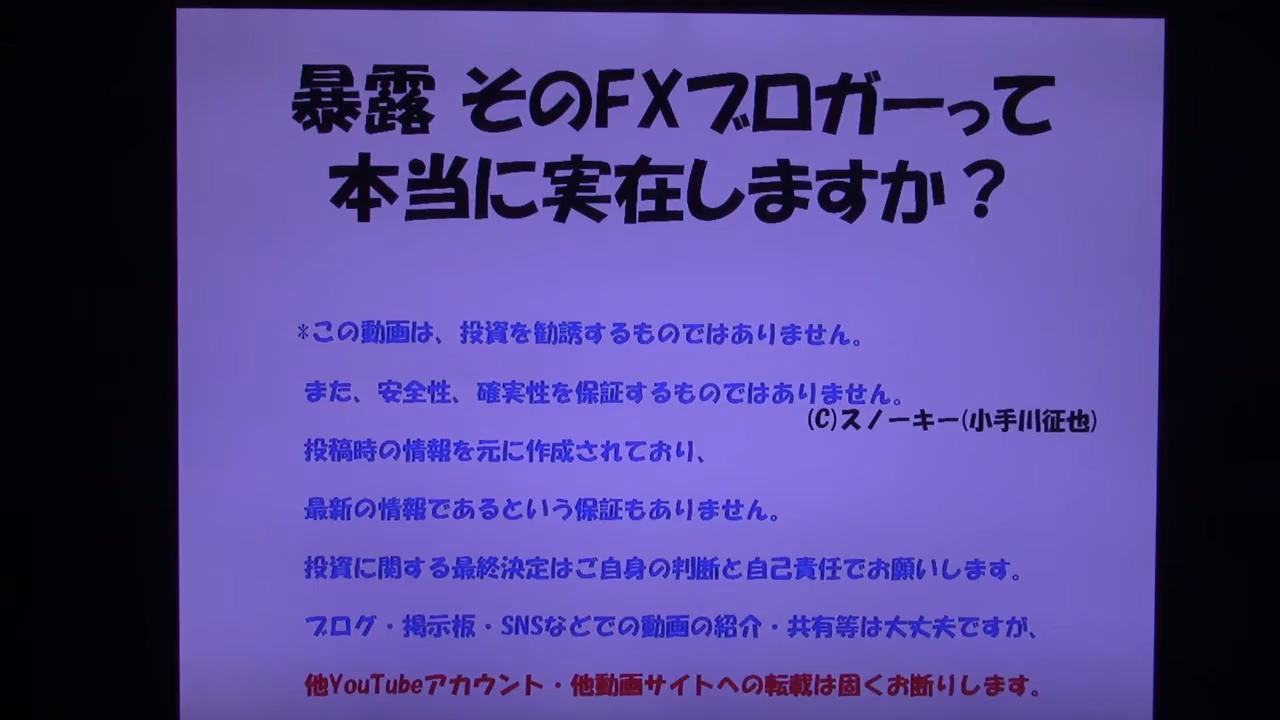 暴露 そのFXブロガーって
本当に実在しますか？
*この動画は、投資を勧誘するものではありません。
また、安全性、確実性を保証するものではありません。
(C)スノーキー(小手川征也)
投稿時の情報を元に作成されており、
最新の情報であるという保証もありません。
投資に関する最終決定はご自身の判断と自己責任でお願いします。
ブログ・掲示板・SNSなどでの動画の紹介・共有等は大丈夫ですが、
他YouTubeアカウント・他動画サイトへの転載は固くお断りします。